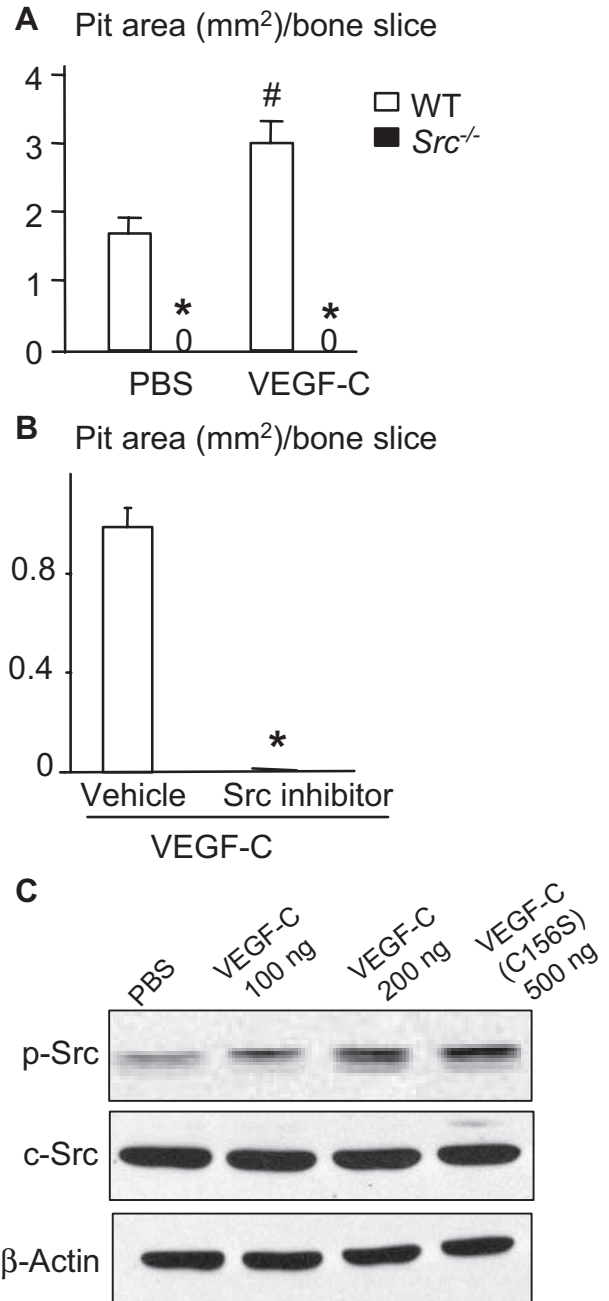 A Pit area (mm²)/bone slice
4
3
2
1
0
#
*
0
*
0
WT
Src-/-
PBS VEGF-C
B Pit area (mm²)/bone slice
0.8
0.4
0
*
Vehicle Src inhibitor
VEGF-C
C
PBS
VEGF-C
100 ng
VEGF-C
200 ng
VEGF-C
(C156S)
500 ng
p-Src
c-Src
β-Actin